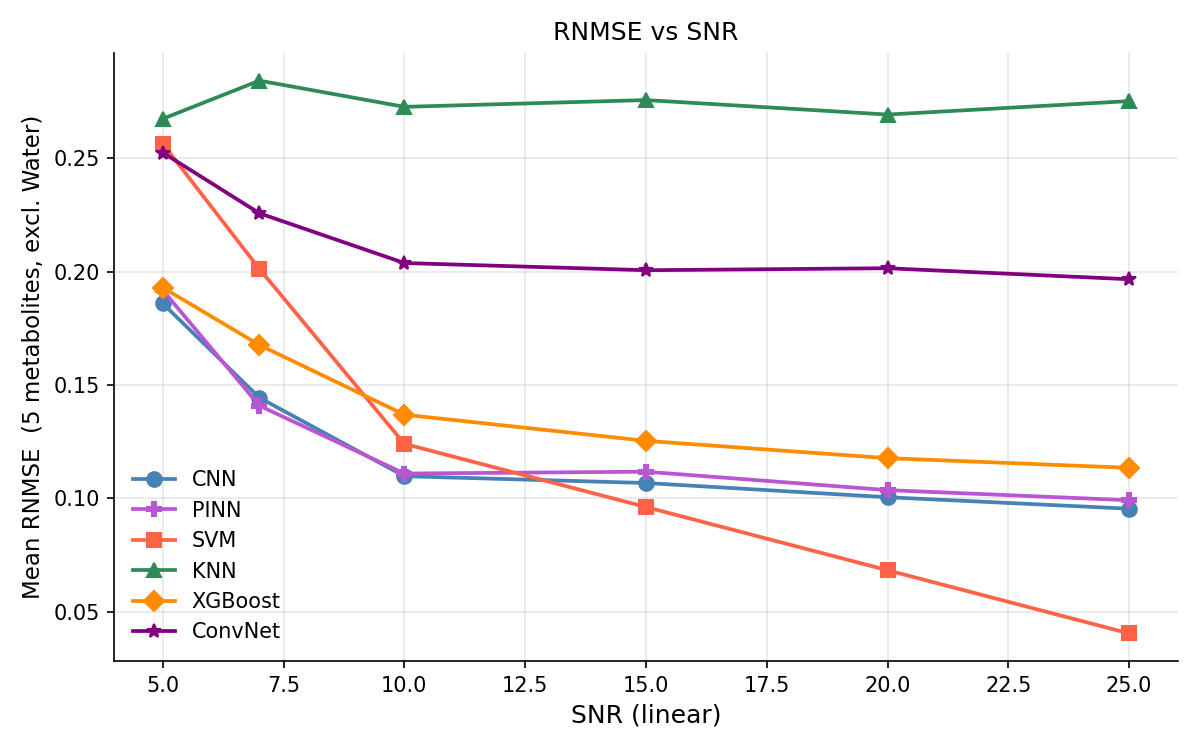 RNMSE vs SNR
Mean RNMSE (5 metabolites, excl. Water)
0.25
0.20
0.15
0.10
0.05
CNN
PINN
SVM
KNN
XGBoost
ConvNet
5.0 7.5 10.0 12.5 15.0 17.5 20.0 22.5 25.0
SNR (linear)